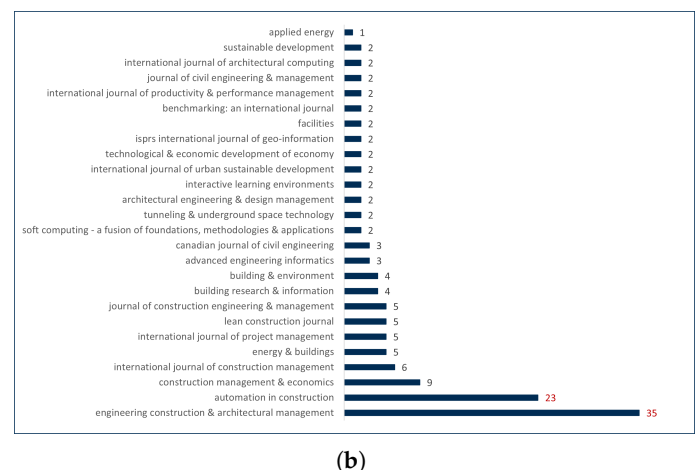 applied energy 1
sustainable development 2
international journal of architectural computing 2
journal of civil engineering & management 2
international journal of productivity & performance management 2
benchmarking: an international journal 2
facilities 2
isprs international journal of geo-information 2
technological & economic development of economy 2
international journal of urban sustainable development 2
interactive learning environments 2
architectural engineering & design management 2
tunneling & underground space technology 2
soft computing - a fusion of foundations, methodologies & applications 2
canadian journal of civil engineering 3
advanced engineering informatics 3
building & environment 4
building research & information 4
journal of construction engineering & management 5
lean construction journal 5
international journal of project management 5
energy & buildings 5
international journal of construction management 6
construction management & economics 9
automation in construction 23
engineering construction & architectural management 35
(b)